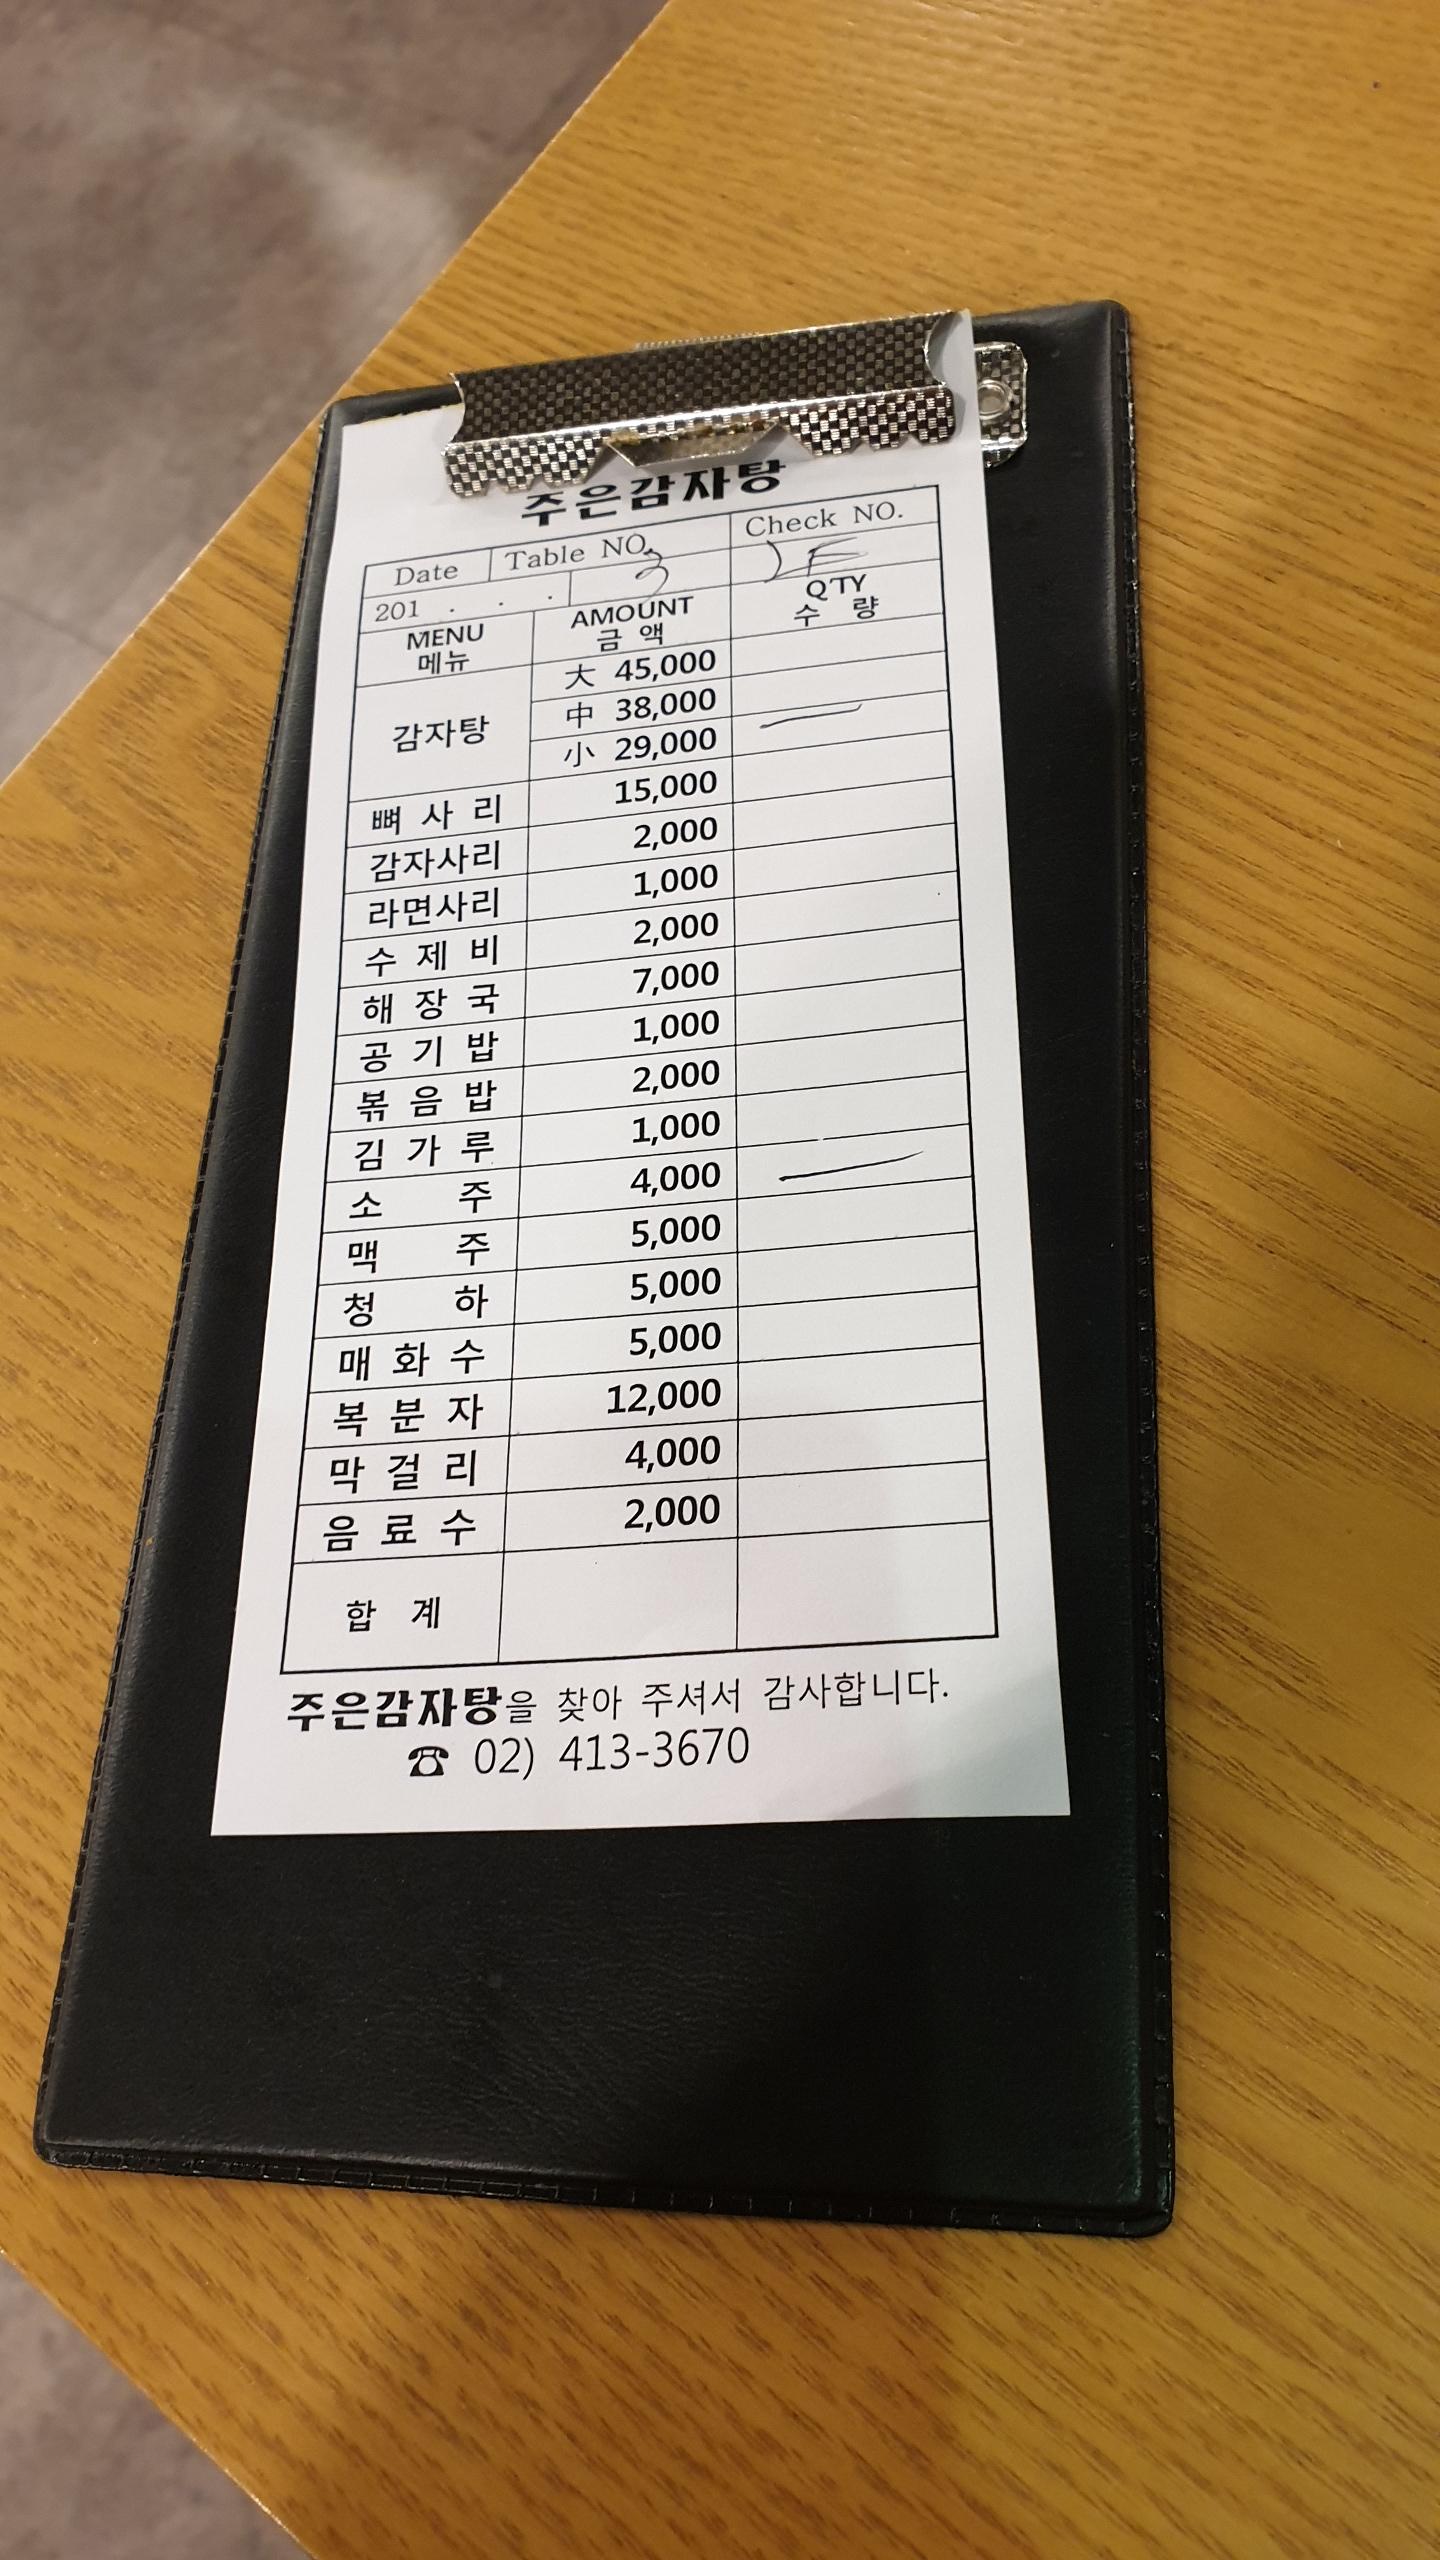 주은감자탕
Date Table NO. Check NO.
201 . . . 3
MENU 메뉴 AMOUNT 금 액 Q'TY 수 량
감자탕 大 45,000
中 38,000
小 29,000
뼈 사 리 15,000
감자사리 2,000
라면사리 1,000
수 제 비 2,000
해 장 국 7,000
공 기 밥 1,000
볶 음 밥 2,000
김 가 루 1,000
소 주 4,000
맥 주 5,000
청 하 5,000
매 화 수 5,000
복 분 자 12,000
막 걸 리 4,000
음 료 수 2,000
합 계
주은감자탕을 찾아 주셔서 감사합니다.
☎ 02) 413-3670